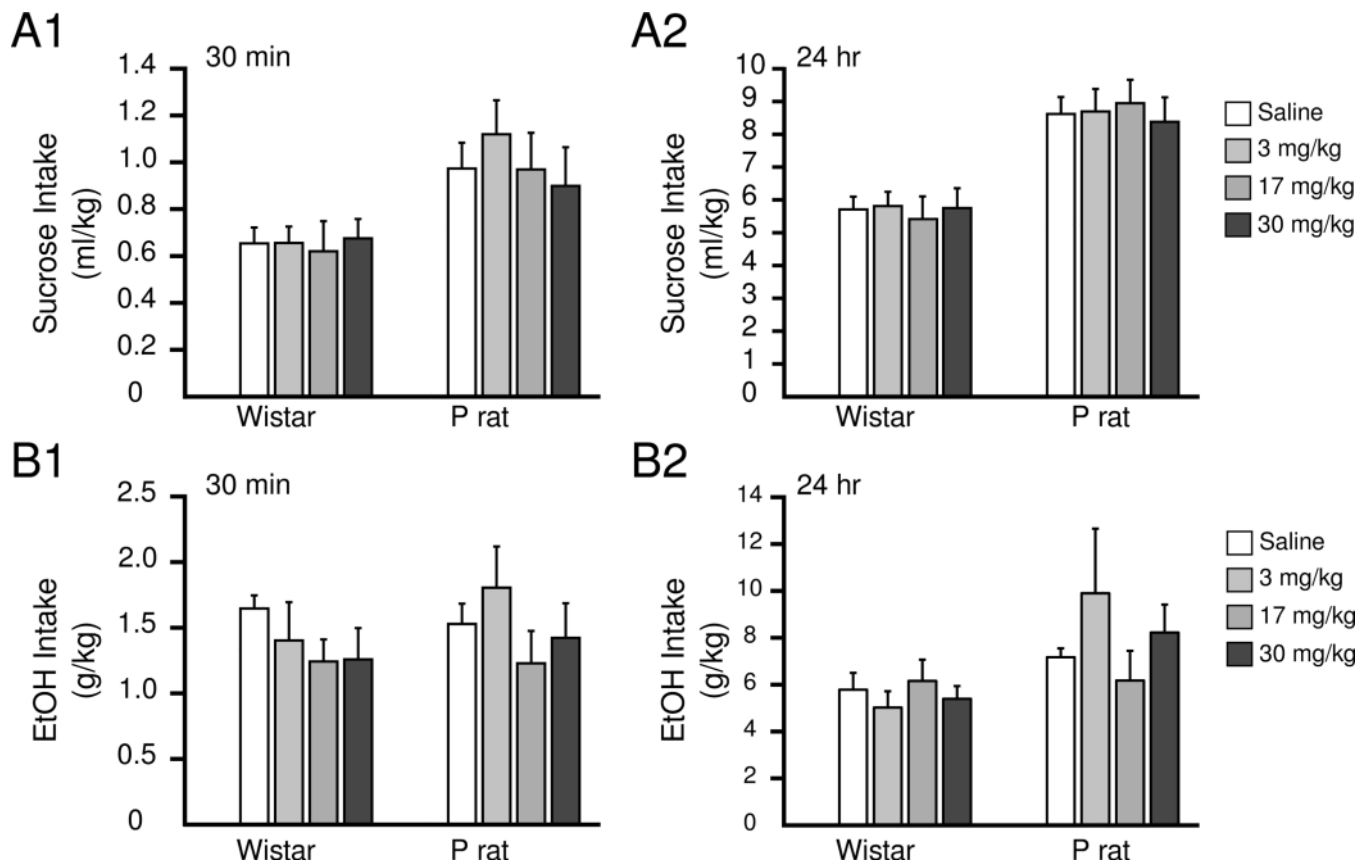 A1
30 min
Sucrose Intake
(ml/kg)
1.4
1.2
1.0
0.8
0.6
0.4
0.2
0
Wistar
P rat
A2
24 hr
Sucrose Intake
(ml/kg)
10
9
8
7
6
5
4
3
2
1
0
Wistar
P rat
Saline
3 mg/kg
17 mg/kg
30 mg/kg
B1
30 min
EtOH Intake
(g/kg)
2.5
2.0
1.5
1.0
0.5
0
Wistar
P rat
B2
24 hr
EtOH Intake
(g/kg)
14
12
10
8
6
4
2
0
Wistar
P rat
Saline
3 mg/kg
17 mg/kg
30 mg/kg